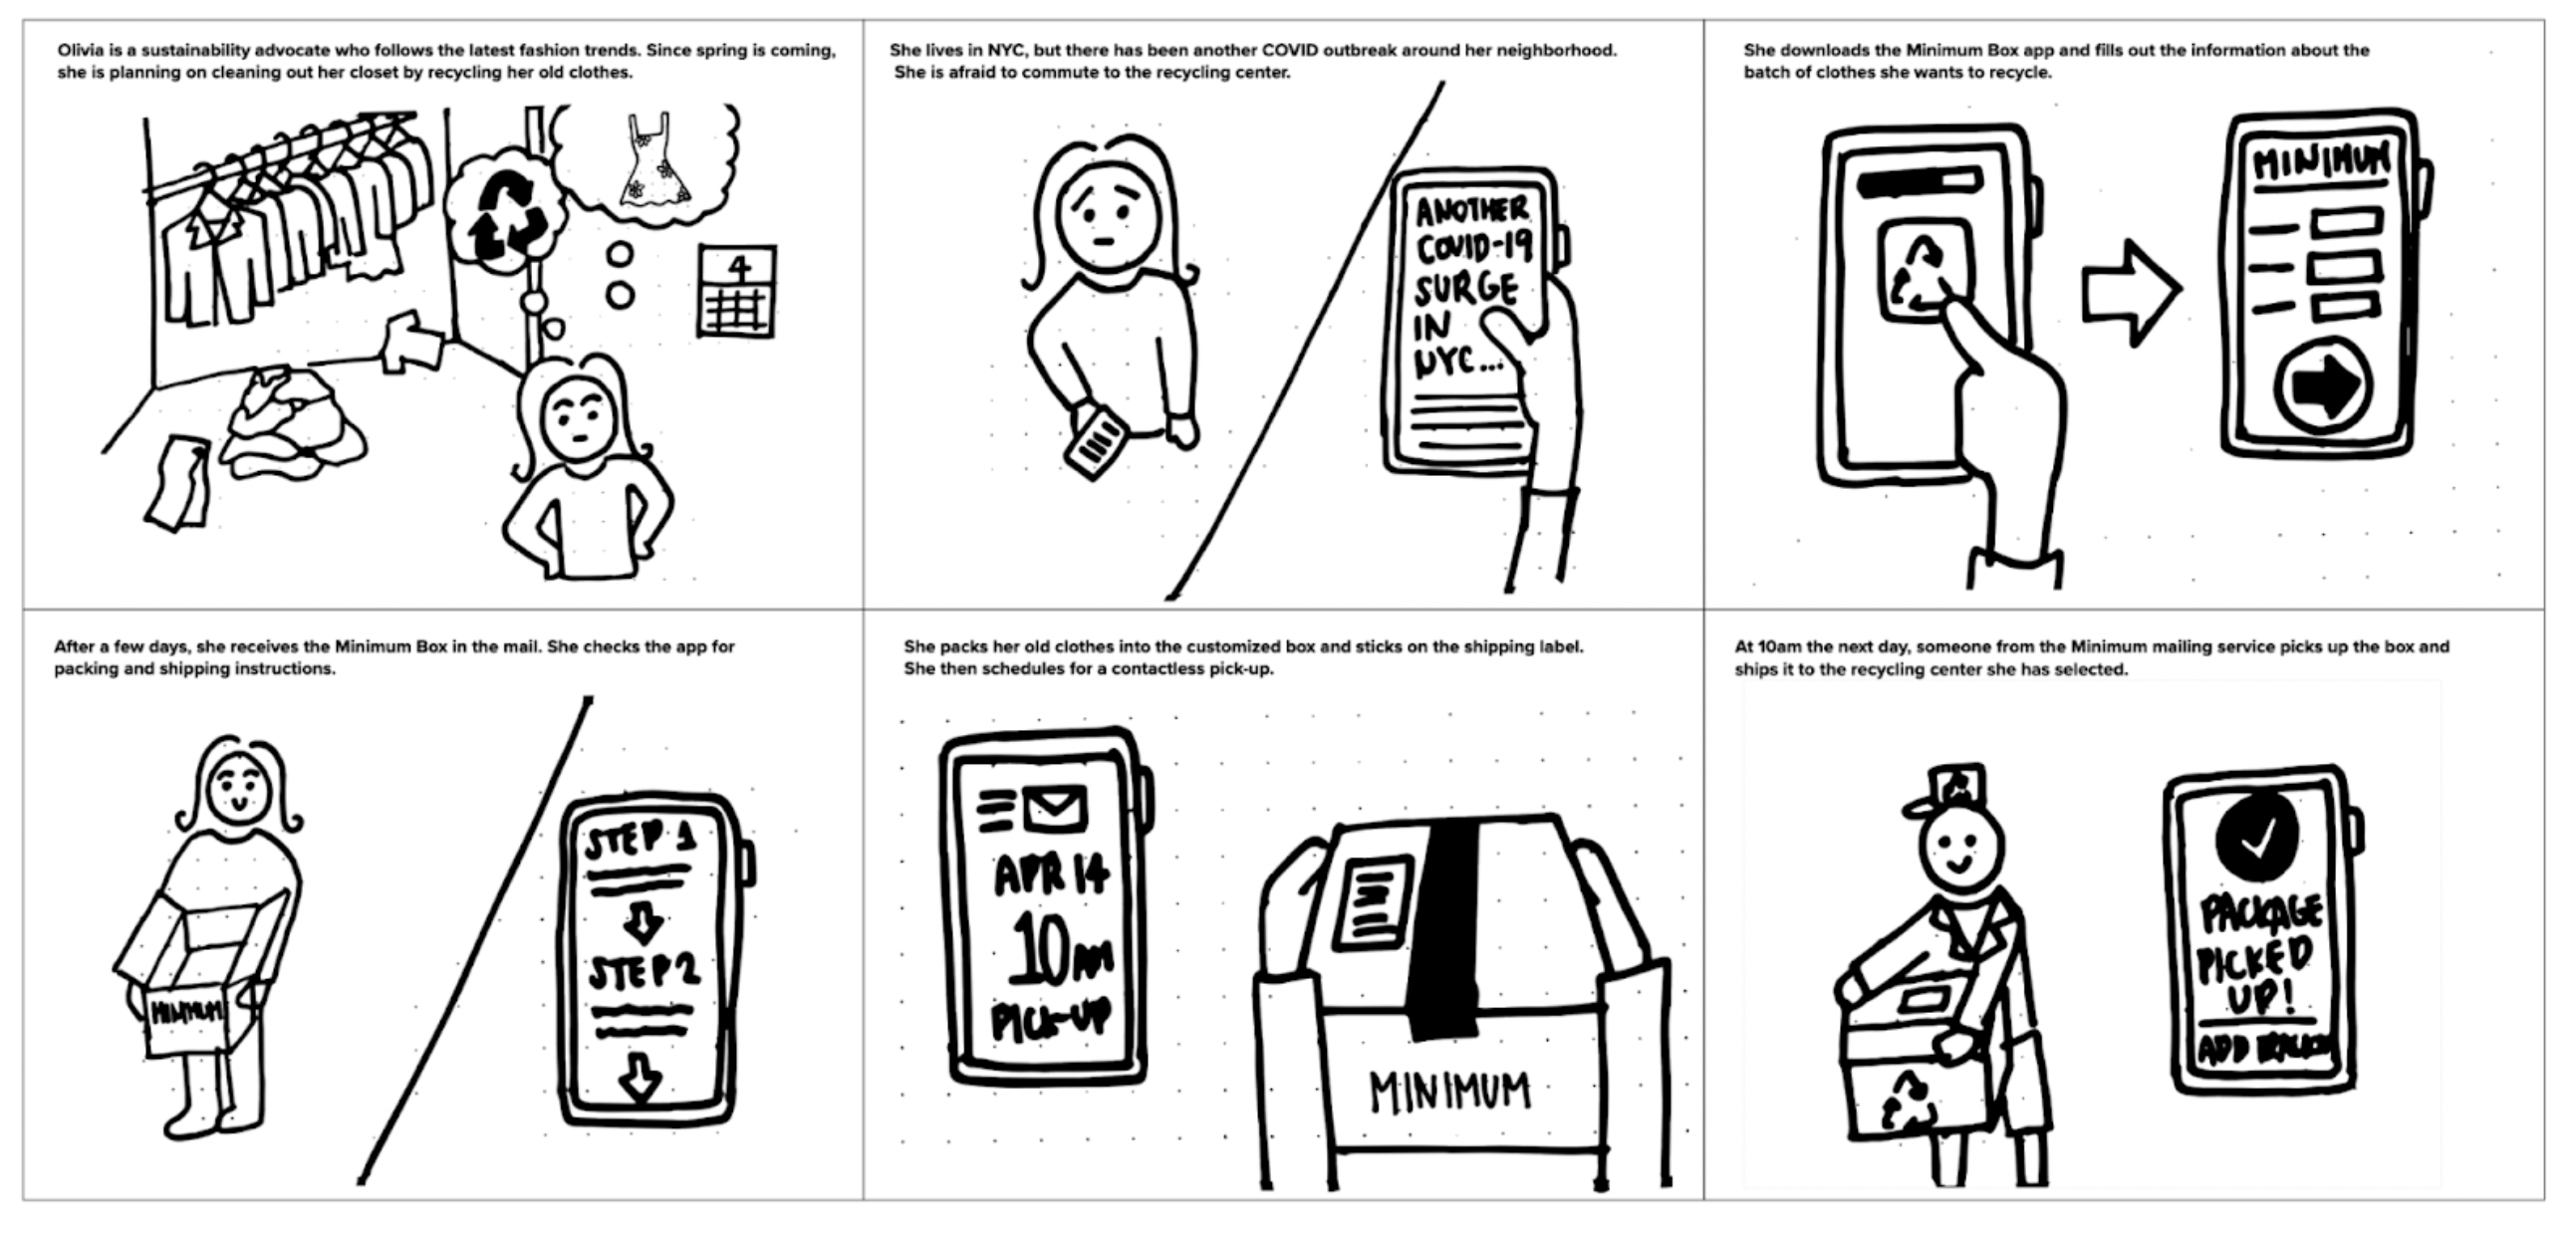 Olivia is a sustainability advocate who follows the latest fashion trends. Since spring is coming,
she is planning on cleaning out her closet by recycling her old clothes.
4
She lives in NYC, but there has been another COVID outbreak around her neighborhood.
She is afraid to commute to the recycling center.
ANOTHER
COVID-19
SURGE
IN
NYC...
She downloads the Minimum Box app and fills out the information about the
batch of clothes she wants to recycle.
MINIMUM
After a few days, she receives the Minimum Box in the mail. She checks the app for
packing and shipping instructions.
MINIMUM
STEP 1
STEP 2
She packs her old clothes into the customized box and sticks on the shipping label.
She then schedules for a contactless pick-up.
APR 14
10AM
PICK-UP
MINIMUM
At 10am the next day, someone from the Minimum mailing service picks up the box and
ships it to the recycling center she has selected.
PACKAGE
PICKED
UP!
ADD